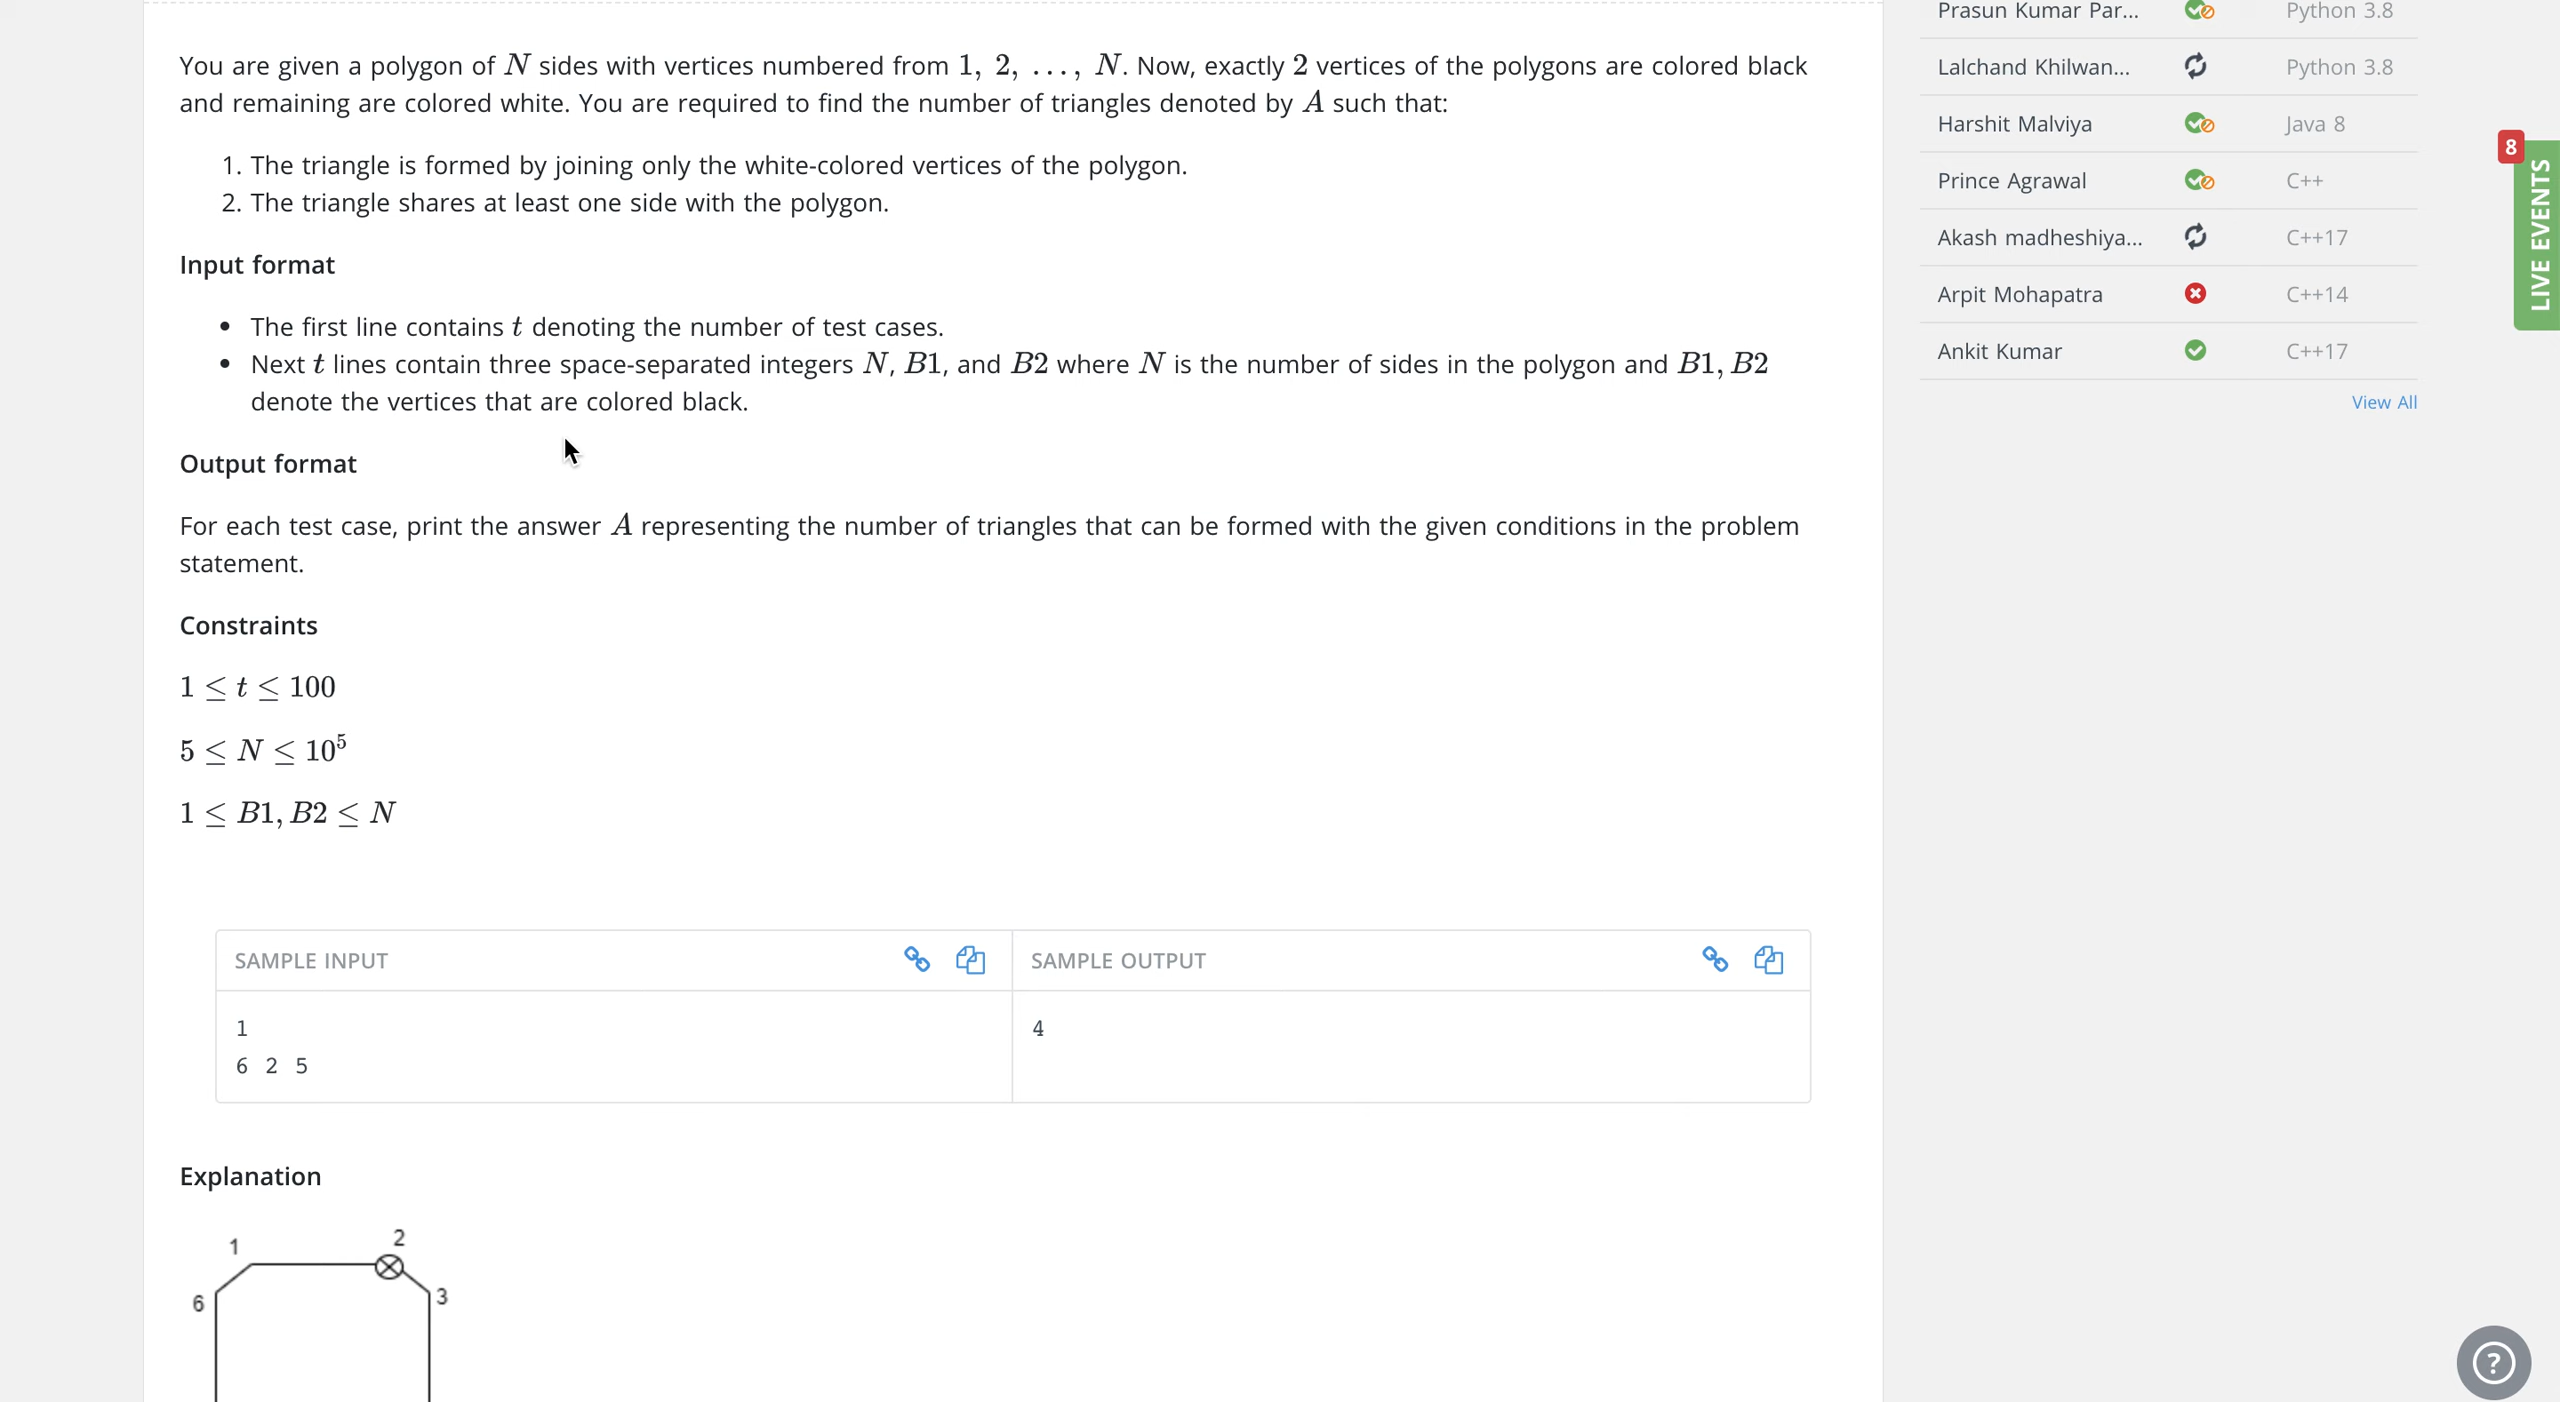 You are given a polygon of N sides with vertices numbered from 1, 2, …, N. Now, exactly 2 vertices of the polygons are colored black
and remaining are colored white. You are required to find the number of triangles denoted by A such that:
1. The triangle is formed by joining only the white-colored vertices of the polygon.
2. The triangle shares at least one side with the polygon.
Input format
• The first line contains t denoting the number of test cases.
• Next t lines contain three space-separated integers N, B1, and B2 where N is the number of sides in the polygon and B1, B2
denote the vertices that are colored black.
Output format
For each test case, print the answer A representing the number of triangles that can be formed with the given conditions in the problem
statement.
Constraints
1 ≤ t ≤ 100
5 ≤ N ≤ 10⁵
1 ≤ B1, B2 ≤ N
SAMPLE INPUT
1
6 2 5
SAMPLE OUTPUT
4
Explanation
1
2
6
3
Prasun Kumar Par... Python 3.8
Lalchand Khilwan... Python 3.8
Harshit Malviya Java 8
Prince Agrawal C++
Akash madheshiya... C++17
Arpit Mohapatra C++14
Ankit Kumar C++17
View All
8
LIVE EVENTS
?